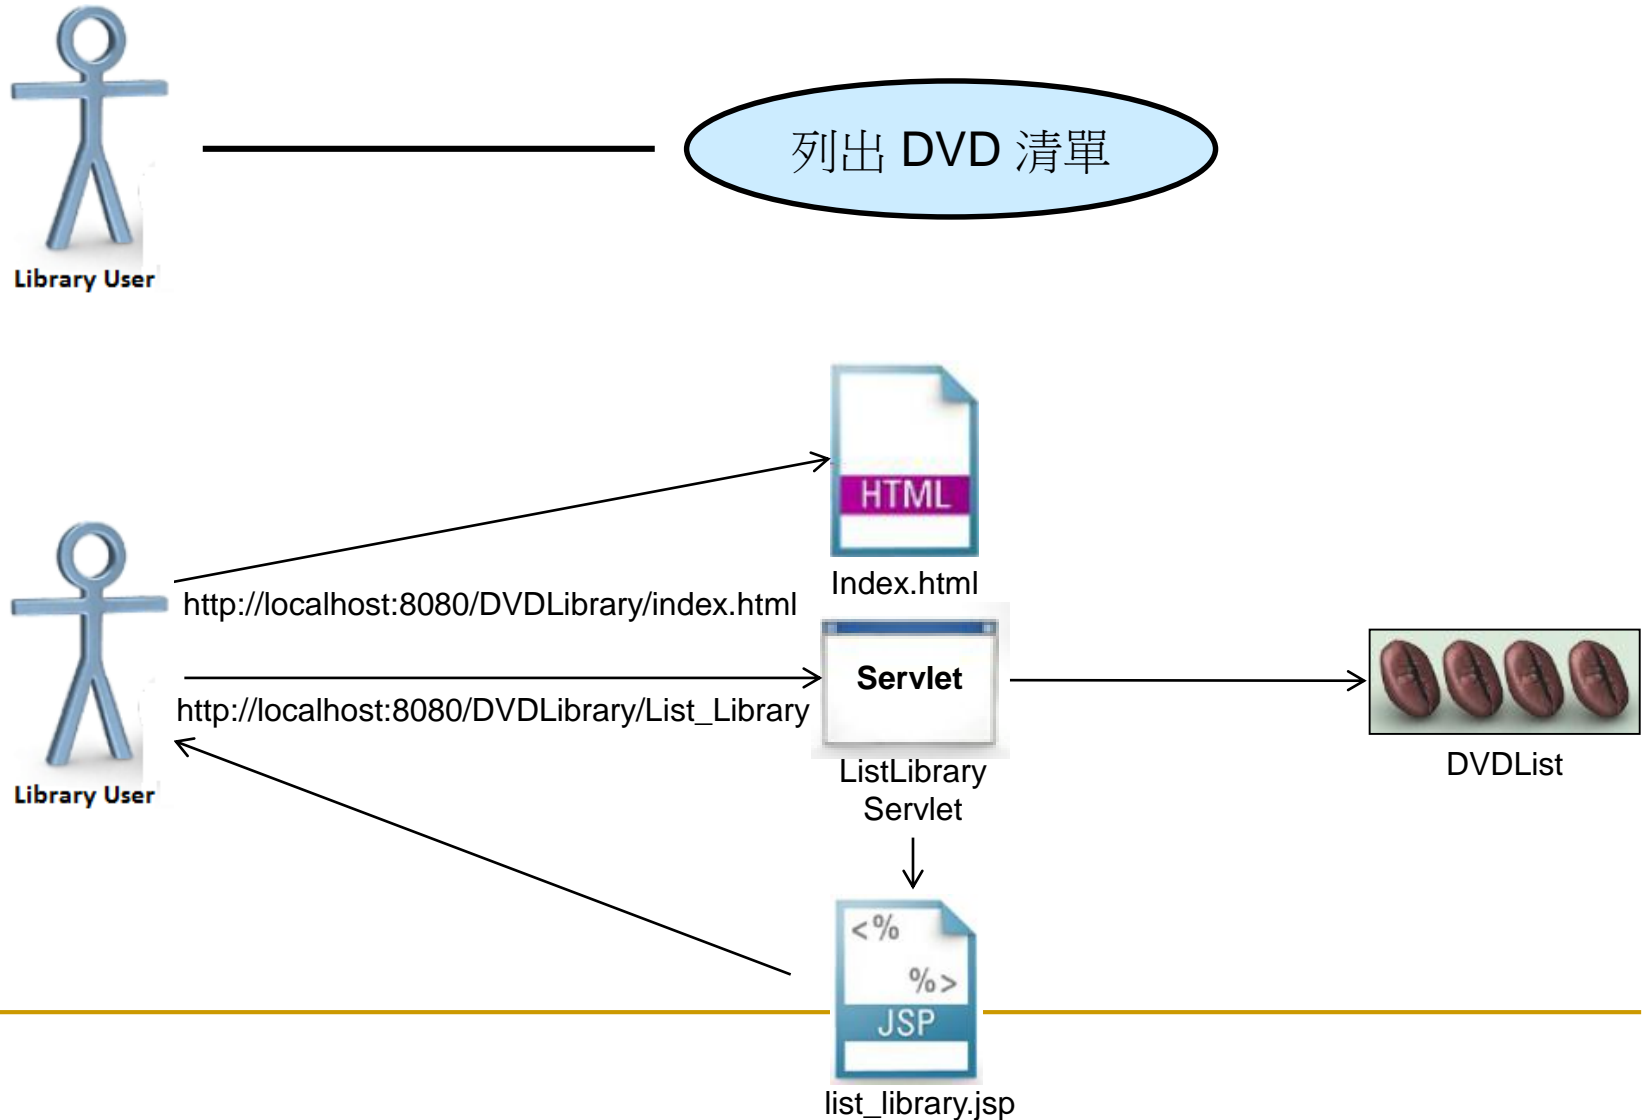 列出 DVD 清單
Library User
HTML
Index.html
http://localhost:8080/DVDLibrary/index.html
Servlet
http://localhost:8080/DVDLibrary/List_Library
ListLibrary
Servlet
DVDList
Library User
<%
%>
JSP
list_library.jsp